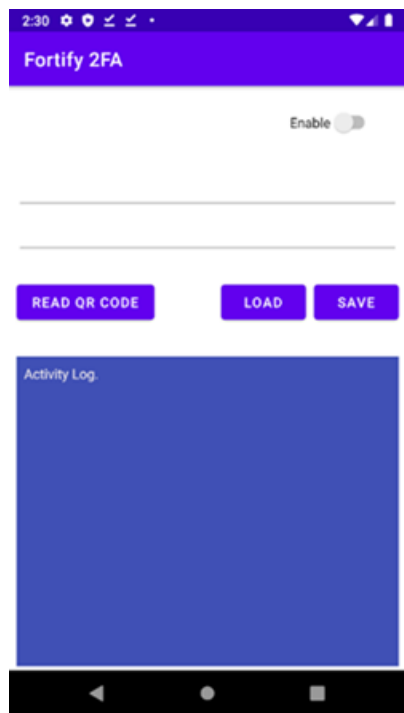 2:30
Fortify 2FA
Enable
READ QR CODE LOAD SAVE
Activity Log.